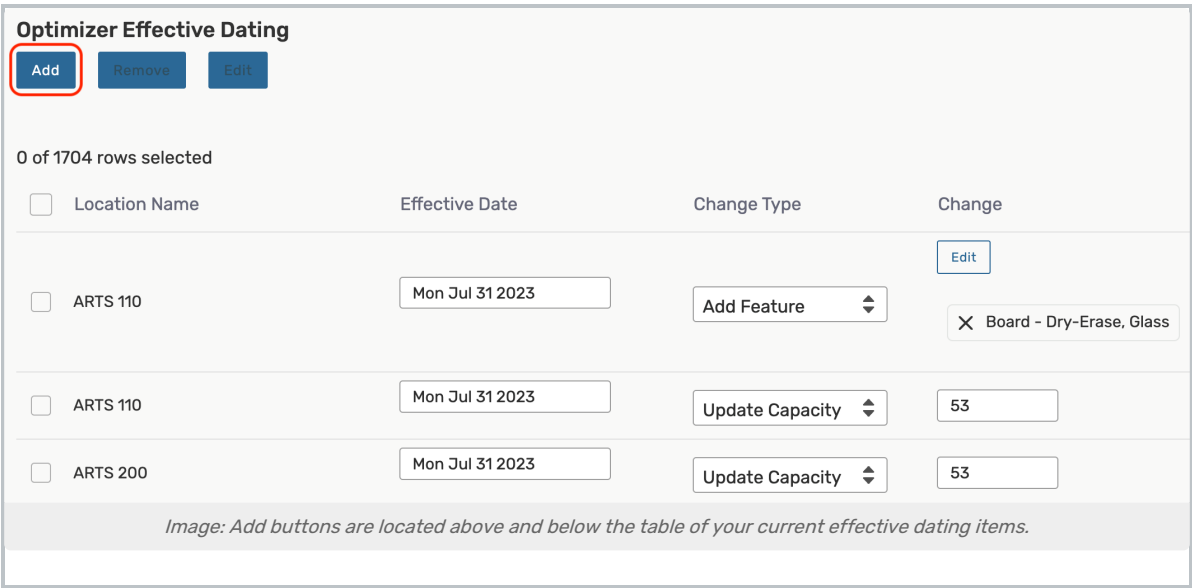 Optimizer Effective Dating
Add Remove Edit
0 of 1704 rows selected
Location Name Effective Date Change Type Change
Edit
ARTS 110 Mon Jul 31 2023 Add Feature Board - Dry-Erase, Glass
ARTS 110 Mon Jul 31 2023 Update Capacity 53
ARTS 200 Mon Jul 31 2023 Update Capacity 53
Image: Add buttons are located above and below the table of your current effective dating items.